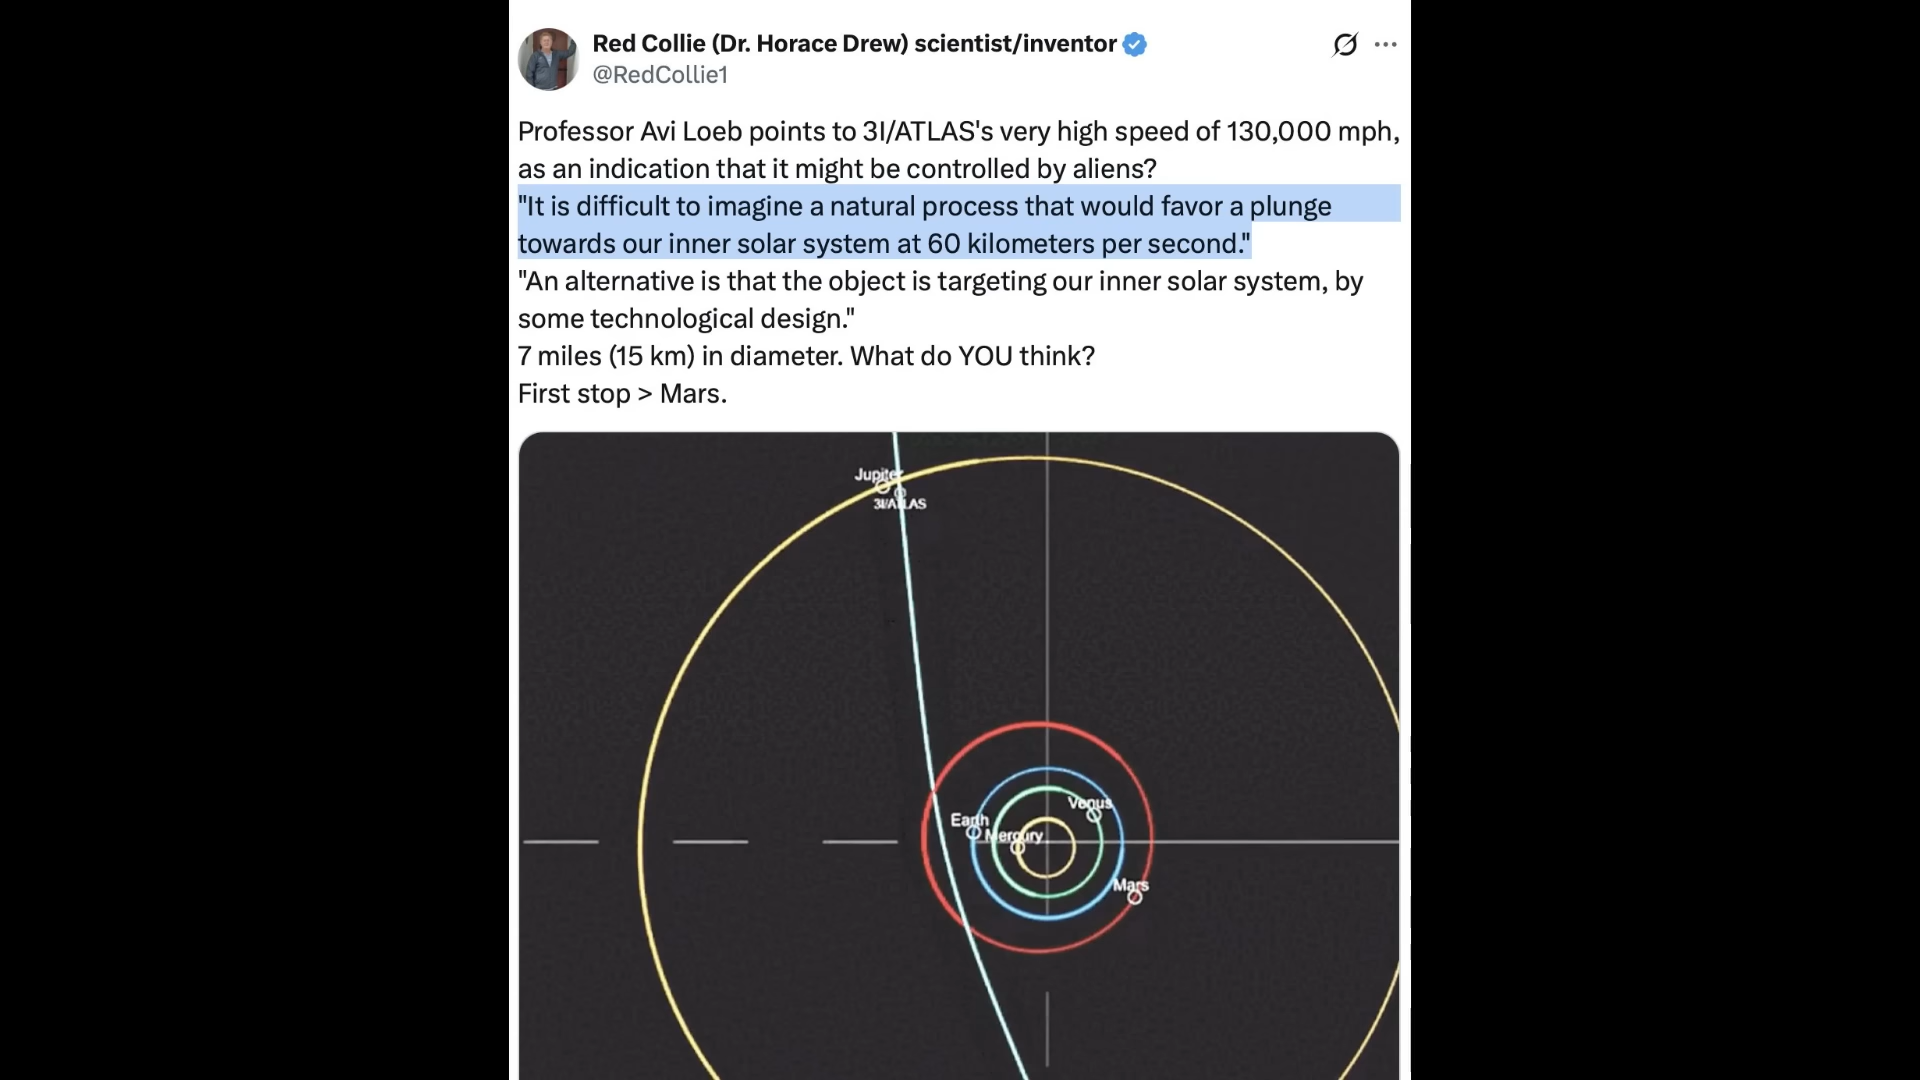 Red Collie (Dr. Horace Drew) scientist/inventor
@RedCollie1
Professor Avi Loeb points to 3I/ATLAS's very high speed of 130,000 mph,
as an indication that it might be controlled by aliens?
"It is difficult to imagine a natural process that would favor a plunge
towards our inner solar system at 60 kilometers per second."
"An alternative is that the object is targeting our inner solar system, by
some technological design."
7 miles (15 km) in diameter. What do YOU think?
First stop > Mars.
Jupiter
3I/ATLAS
Venus
Earth
Mercury
Mars